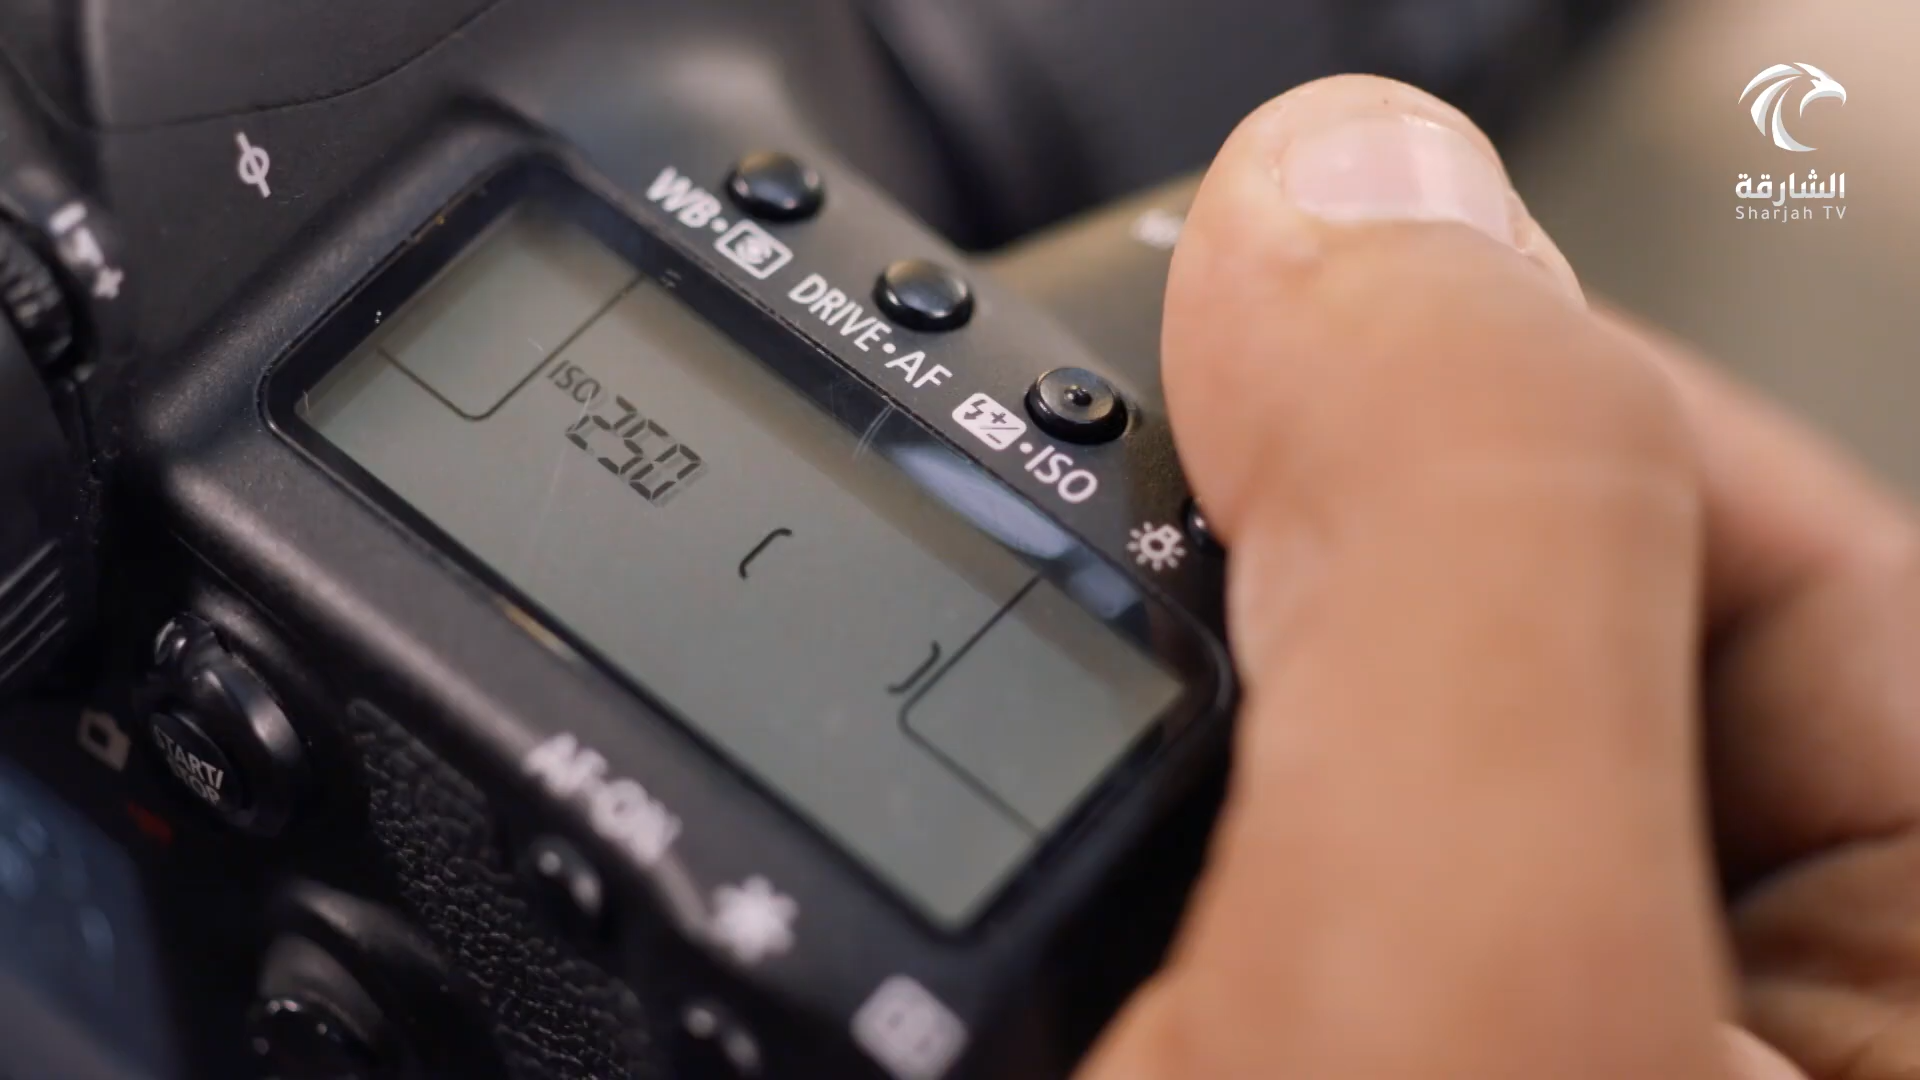 الشارقة
Sharjah TV
WB•
DRIVE•AF
•ISO
ISO 250
START/
STOP
AF-ON